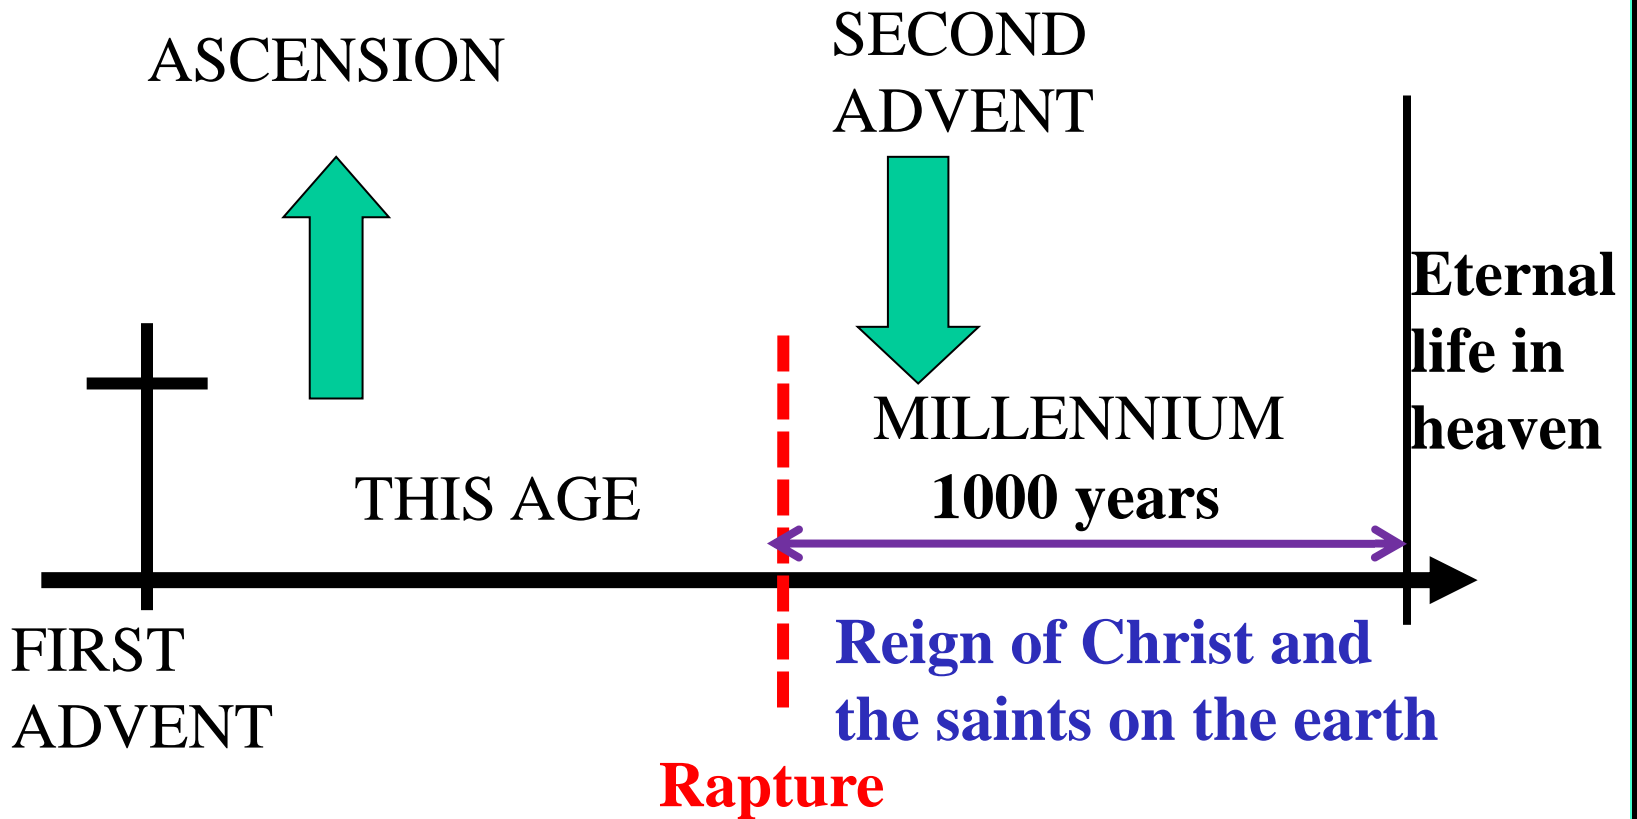 ASCENSION
SECOND
ADVENT
Eternal
life in
heaven
MILLENNIUM
1000 years
THIS AGE
FIRST
ADVENT
Reign of Christ and
the saints on the earth
Rapture